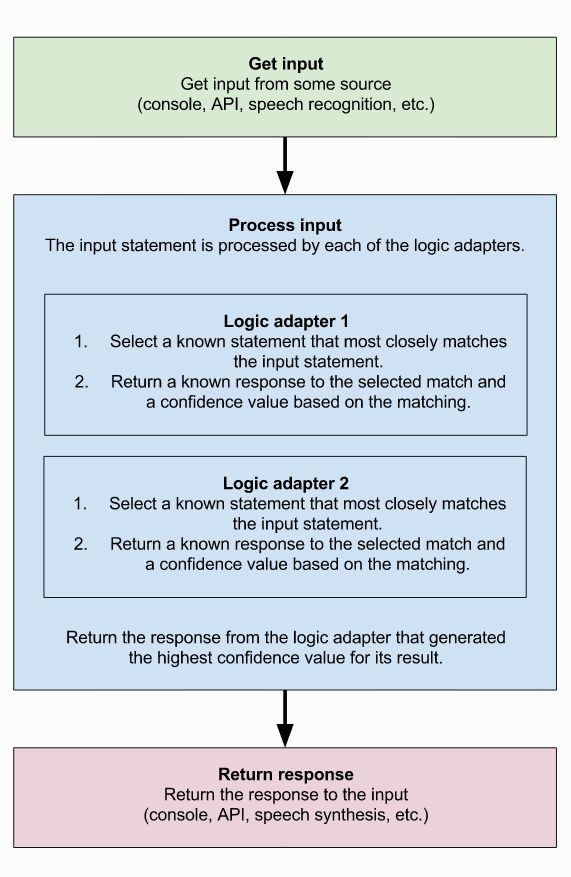 Get input
Get input from some source
(console, API, speech recognition, etc.)
Process input
The input statement is processed by each of the logic adapters.
Logic adapter 1
1. Select a known statement that most closely matches
the input statement.
2. Return a known response to the selected match and
a confidence value based on the matching.
Logic adapter 2
1. Select a known statement that most closely matches
the input statement.
2. Return a known response to the selected match and
a confidence value based on the matching.
Return the response from the logic adapter that generated
the highest confidence value for its result.
Return response
Return the response to the input
(console, API, speech synthesis, etc.)